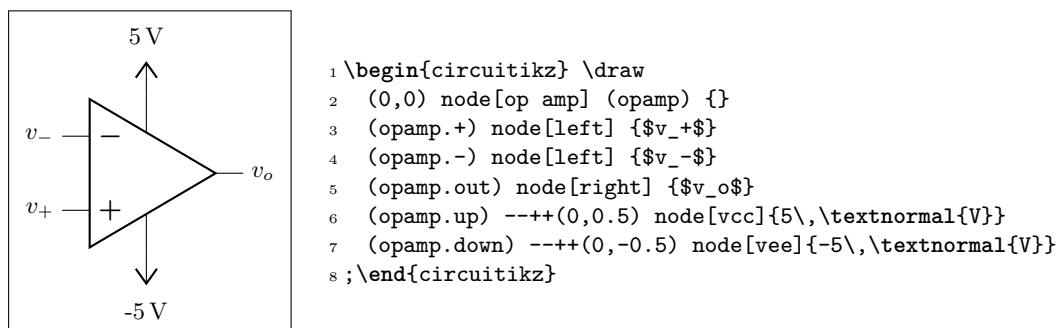 5 V
v−
−
v+
+
vo
-5 V
1 \begin{circuitikz} \draw
2 (0,0) node[op amp] (opamp) {}
3 (opamp.+) node[left] {$v_+$}
4 (opamp.-) node[left] {$v_-$}
5 (opamp.out) node[right] {$v_o$}
6 (opamp.up) --++(0,0.5) node[vcc]{5\,\textnormal{V}}
7 (opamp.down) --++(0,-0.5) node[vee]{-5\,\textnormal{V}}
8 ;\end{circuitikz}